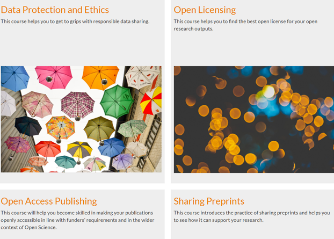 Data Protection and Ethics
This course helps you to get to grips with responsible data sharing
Open Licensing
This course helps you to find the best open license for your open
research outputs.
Open Access Publishing
This course will help you become skilled in making your publications
openly accessible in line with funders' requirements and in the wider
context of Open Science.
Sharing Preprints
This course introduces the practice of sharing preprints and helps you
to see how it can support your research.